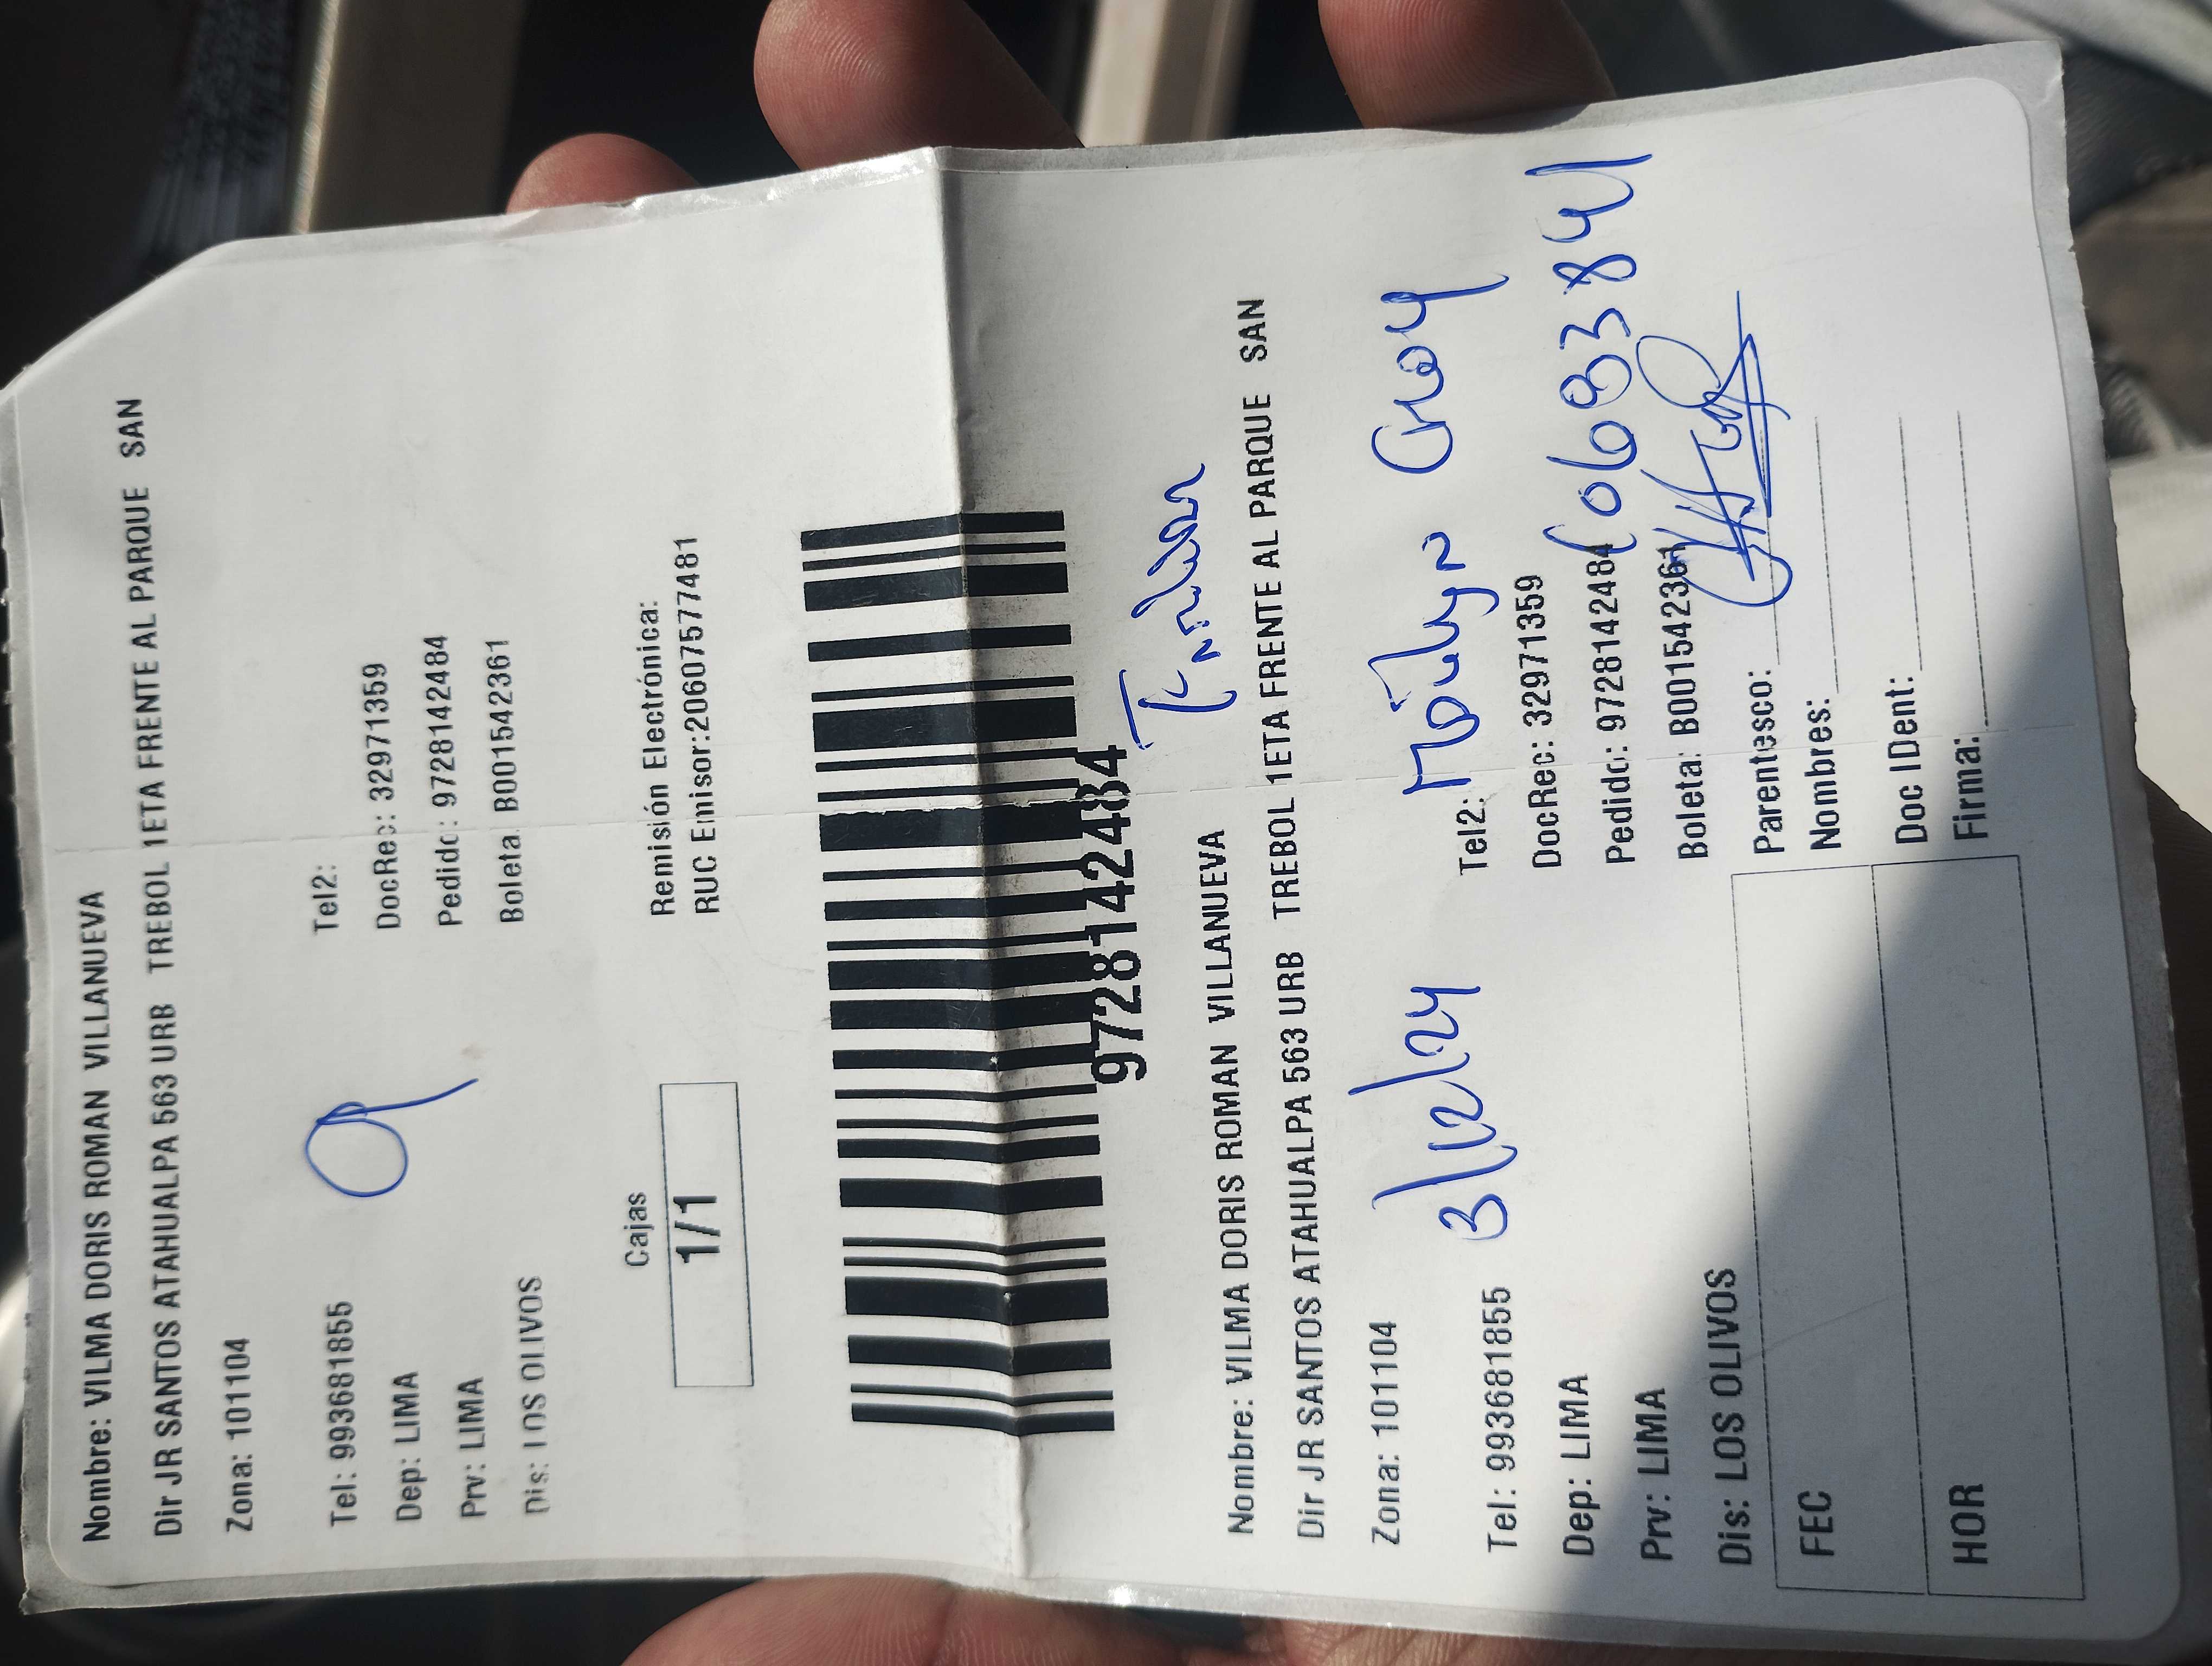 Nombre: VILMA DORIS ROMAN VILLANUEVA
Dir JR SANTOS ATAHUALPA 563 URB TREBOL 1ETA FRENTE AL PARQUE SAN
Zona: 101104
9
Tel: 993681855 Tel2:
Dep: LIMA DocRec: 32971359
Prv: LIMA Pedido: 9728142484
Dis: LOS OLIVOS Boleta: B001542361
Cajas Remisión Electrónica:
1/1 RUC Emisor:20607577481
9728142484
Nombre: VILMA DORIS ROMAN VILLANUEVA
Dir JR SANTOS ATAHUALPA 563 URB TREBOL 1ETA FRENTE AL PARQUE SAN
Zona: 101104
3/12/24
Tel: 993681855 Tel2:
Dep: LIMA DocRec: 32971359
Prv: LIMA Pedido: 9728142484
Dis: LOS OLIVOS Boleta: B001542361
Parentesco:
FEC Nombres:
Doc IDent:
HOR Firma: